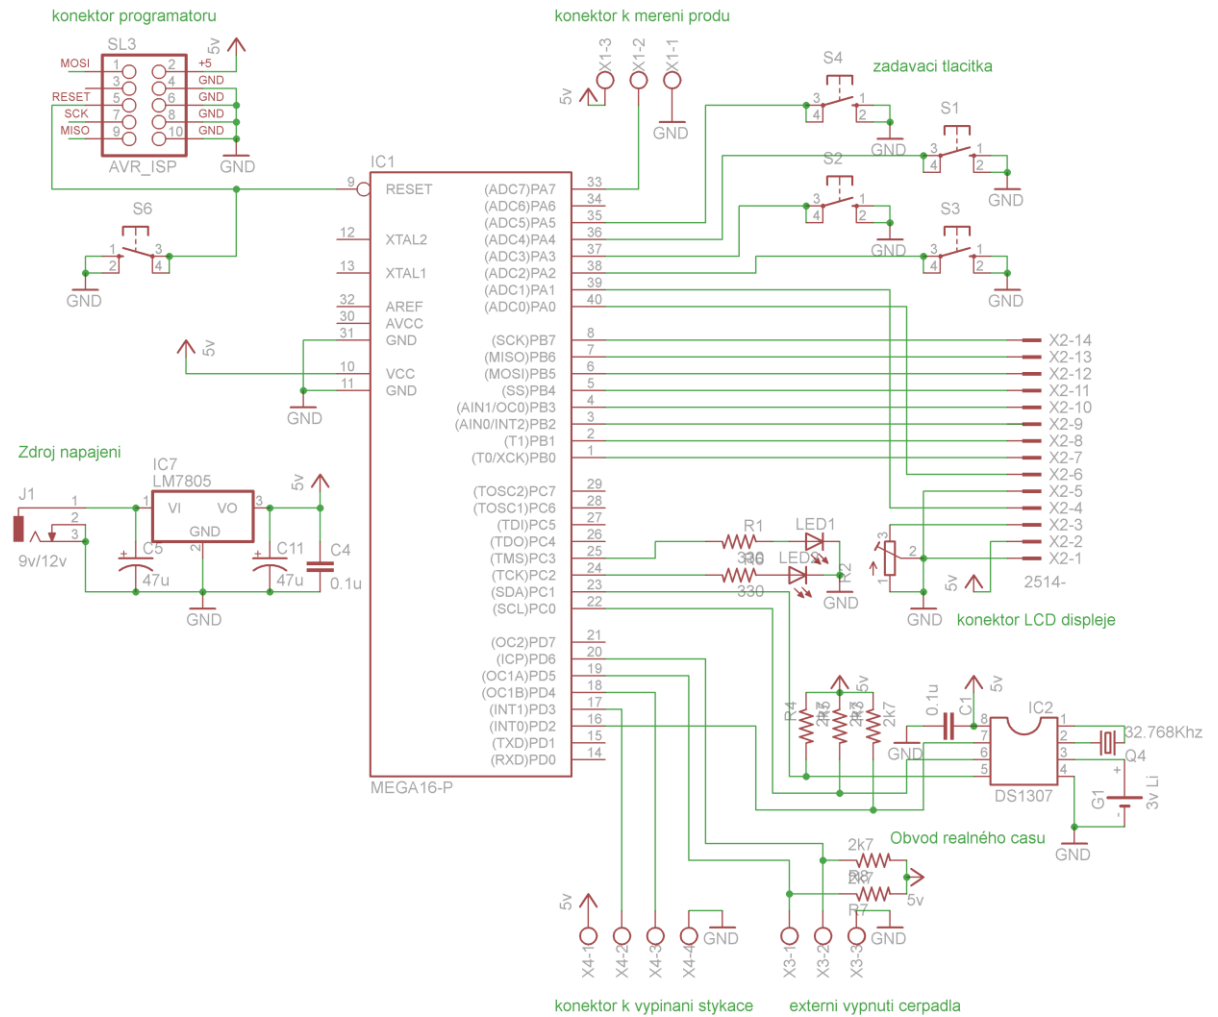 konektor programatoru
SL3
MOSI 1 2 +5 5v
3 4 GND
RESET 5 6 GND
SCK 7 8 GND
MISO 9 10 GND
AVR_ISP
GND
konektor k mereni produ
X1-3
X1-2
X1-1
5v
GND
zadavaci tlacitka
S4
3 1
4 2
GND
S1
3 1
4 2
GND
S2
3 1
4 2
GND
S3
3 1
4 2
GND
S6
1 3
2 4
GND
IC1
9 RESET
12 XTAL2
13 XTAL1
32 AREF
30 AVCC
31 GND
10 VCC
11 GND
5v
GND
(ADC7)PA7 33
(ADC6)PA6 34
(ADC5)PA5 35
(ADC4)PA4 36
(ADC3)PA3 37
(ADC2)PA2 38
(ADC1)PA1 39
(ADC0)PA0 40
(SCK)PB7 8
(MISO)PB6 7
(MOSI)PB5 6
(SS)PB4 5
(AIN1/OC0)PB3 4
(AIN0/INT2)PB2 3
(T1)PB1 2
(T0/XCK)PB0 1
(TOSC2)PC7 29
(TOSC1)PC6 28
(TDI)PC5 27
(TDO)PC4 26
(TMS)PC3 25
(TCK)PC2 24
(SDA)PC1 23
(SCL)PC0 22
(OC2)PD7 21
(ICP)PD6 20
(OC1A)PD5 19
(OC1B)PD4 18
(INT1)PD3 17
(INT0)PD2 16
(TXD)PD1 15
(RXD)PD0 14
MEGA16-P
X2-14
X2-13
X2-12
X2-11
X2-10
X2-9
X2-8
X2-7
X2-6
X2-5
X2-4
X2-3
X2-2
X2-1
2514-
5v
GND
konektor LCD displeje
R2
3
2
1
R1
330
LED1
330
GND
Zdroj napajeni
J1
1
2
3
9v/12v
IC7
LM7805
1 VI VO 3
GND
2
C5
47u
C11
47u
C4
0.1u
5v
GND
R4
5v
2k7
0.1u
C1
GND
5v
IC2
8 1
7 2
6 3
5 4
DS1307
32.768Khz
Q4
+
G1
-
3v Li
GND
Obvod realného casu
2k7
R7
5v
5v
X4-1
X4-2
X4-3
X4-4
GND
X3-1
X3-2
X3-3
GND
konektor k vypinani stykace
externi vypnuti cerpadla